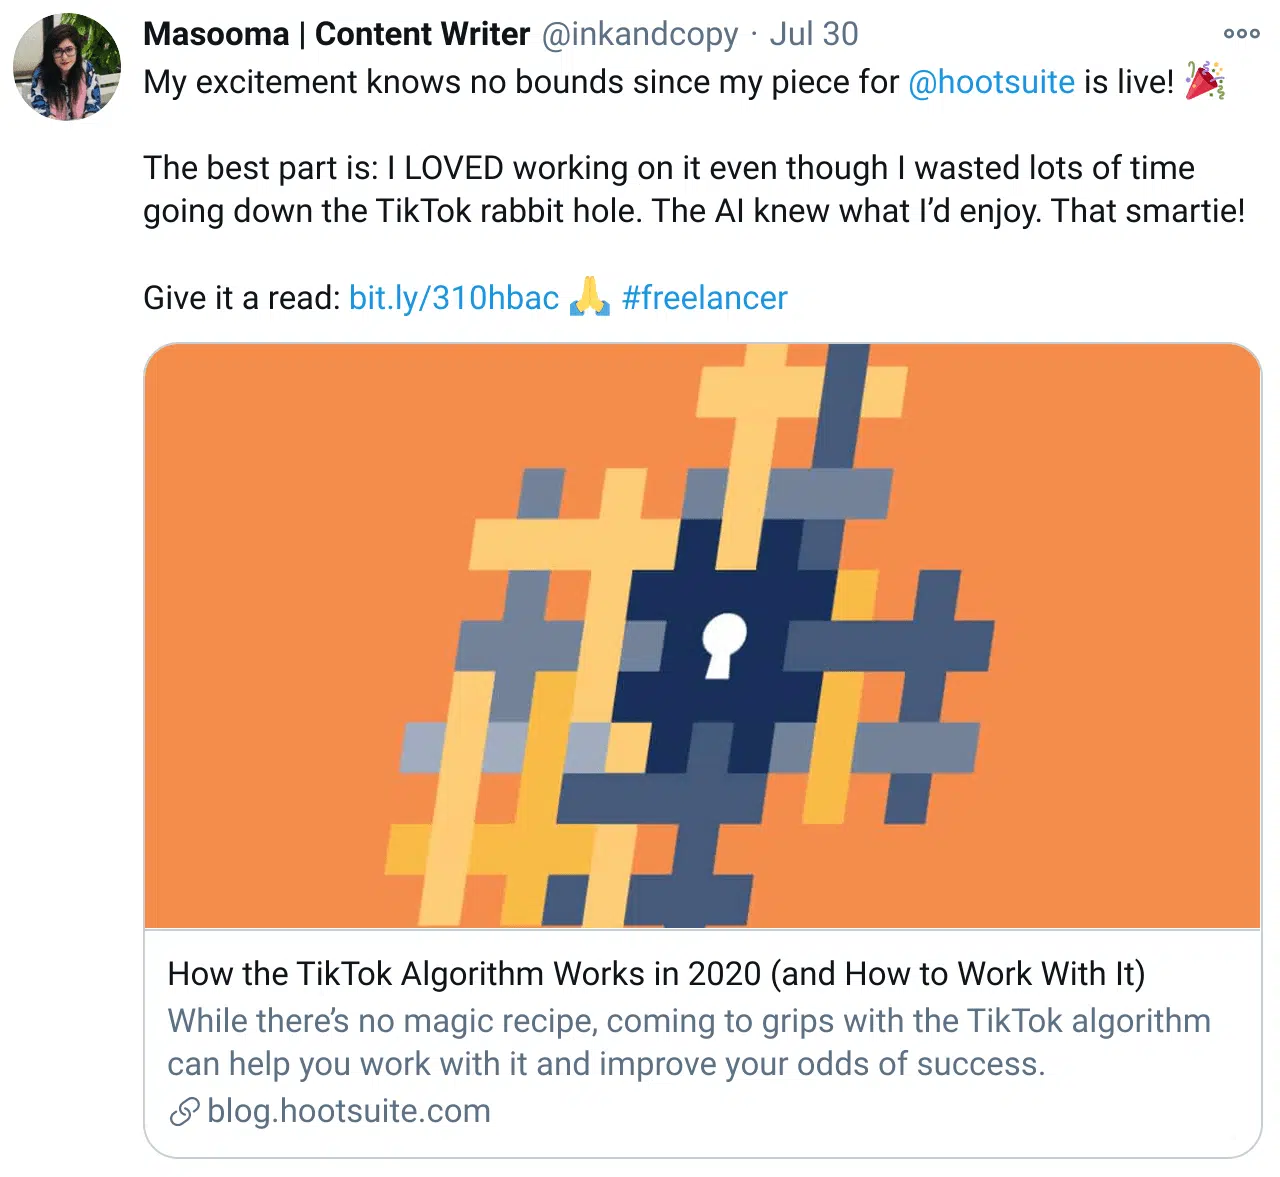 Masooma | Content Writer @inkandcopy · Jul 30
My excitement knows no bounds since my piece for @hootsuite is live! 🎉
The best part is: I LOVED working on it even though I wasted lots of time
going down the TikTok rabbit hole. The AI knew what I’d enjoy. That smartie!
Give it a read: bit.ly/310hbac 🙏 #freelancer
How the TikTok Algorithm Works in 2020 (and How to Work With It)
While there’s no magic recipe, coming to grips with the TikTok algorithm
can help you work with it and improve your odds of success.
blog.hootsuite.com